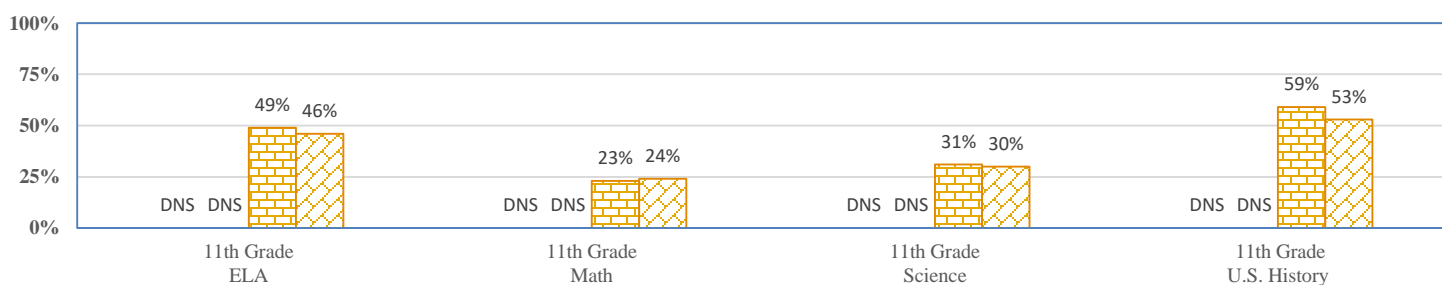 100%
75%
50%
25%
0%
DNS DNS 49% 46%
DNS DNS 23% 24%
DNS DNS 31% 30%
DNS DNS 59% 53%
11th Grade
ELA
11th Grade
Math
11th Grade
Science
11th Grade
U.S. History